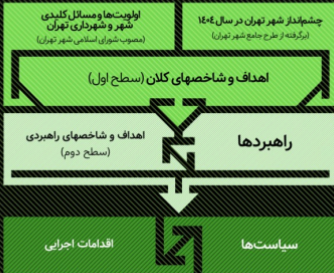 چشم‌انداز شهر تهران در سال ۱٤۰٤
(برگرفته از طرح جامع شهر تهران)
اولویت‌ها و مسائل کلیدی
شهر و شهرداری تهران
(مصوب شورای اسلامی شهر تهران)
اهداف و شاخصهای کلان (سطح اول)
راهبردها
اهداف و شاخصهای راهبردی
(سطح دوم)
سیاست‌ها
اقدامات اجرایی